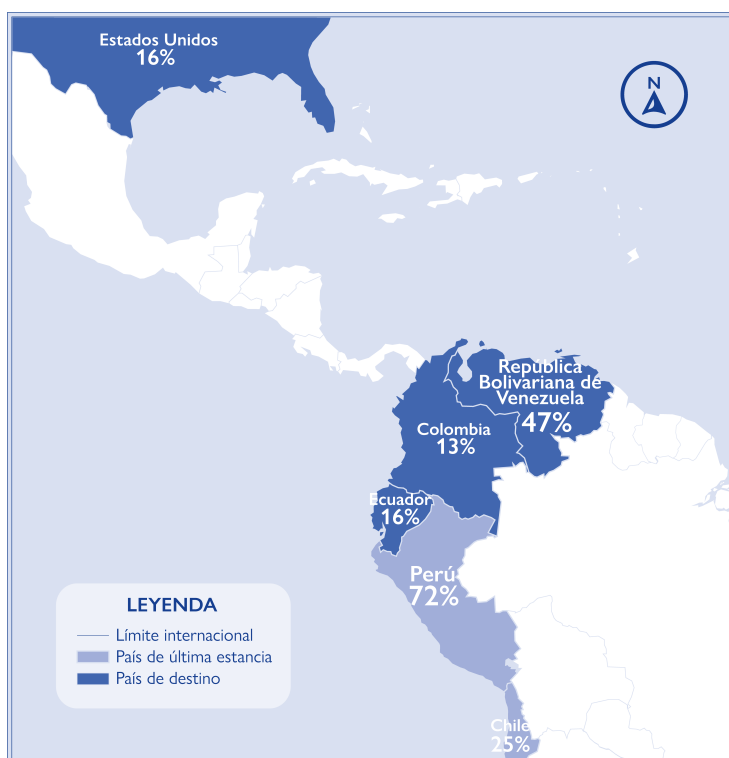 Estados Unidos
16%
N
República
Bolivariana de
Venezuela
47%
Colombia
13%
Ecuador
16%
Perú
72%
LEYENDA
Límite internacional
País de última estancia
País de destino
Chile
25%